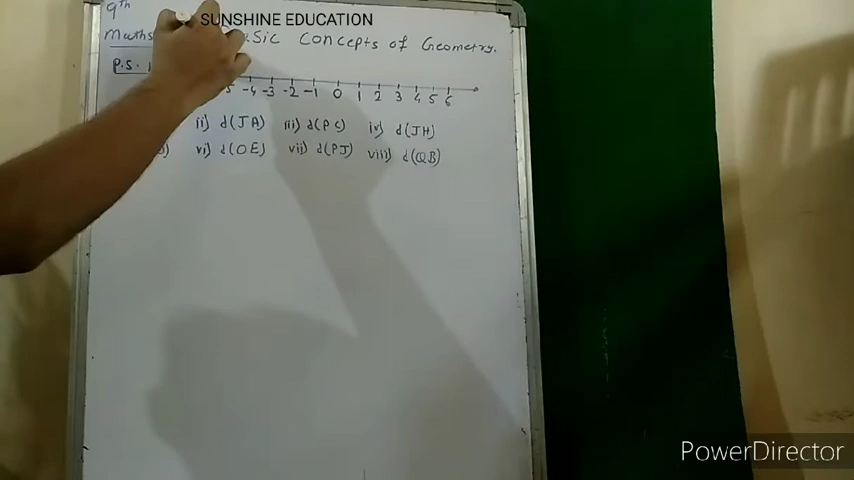 9th
SUNSHINE EDUCATION
Maths Concepts of Geometry.
P.S. 1
-4 -3 -2 -1 0 1 2 3 4 5 6
ii) d(JA) iii) d(PC) iv) d(JH)
vi) d(OE) vii) d(PJ) viii) d(QB)
PowerDirector